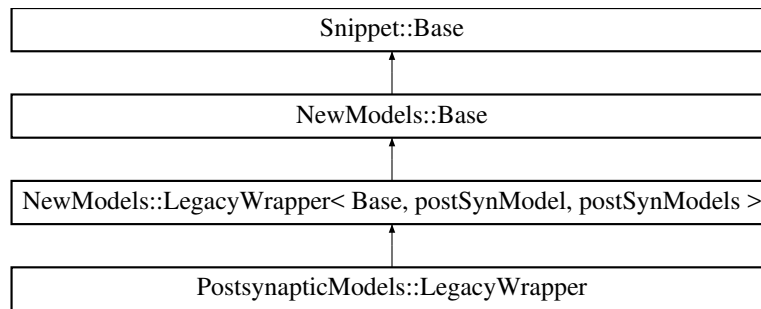 Snippet::Base
NewModels::Base
NewModels::LegacyWrapper< Base, postSynModel, postSynModels >
PostsynapticModels::LegacyWrapper